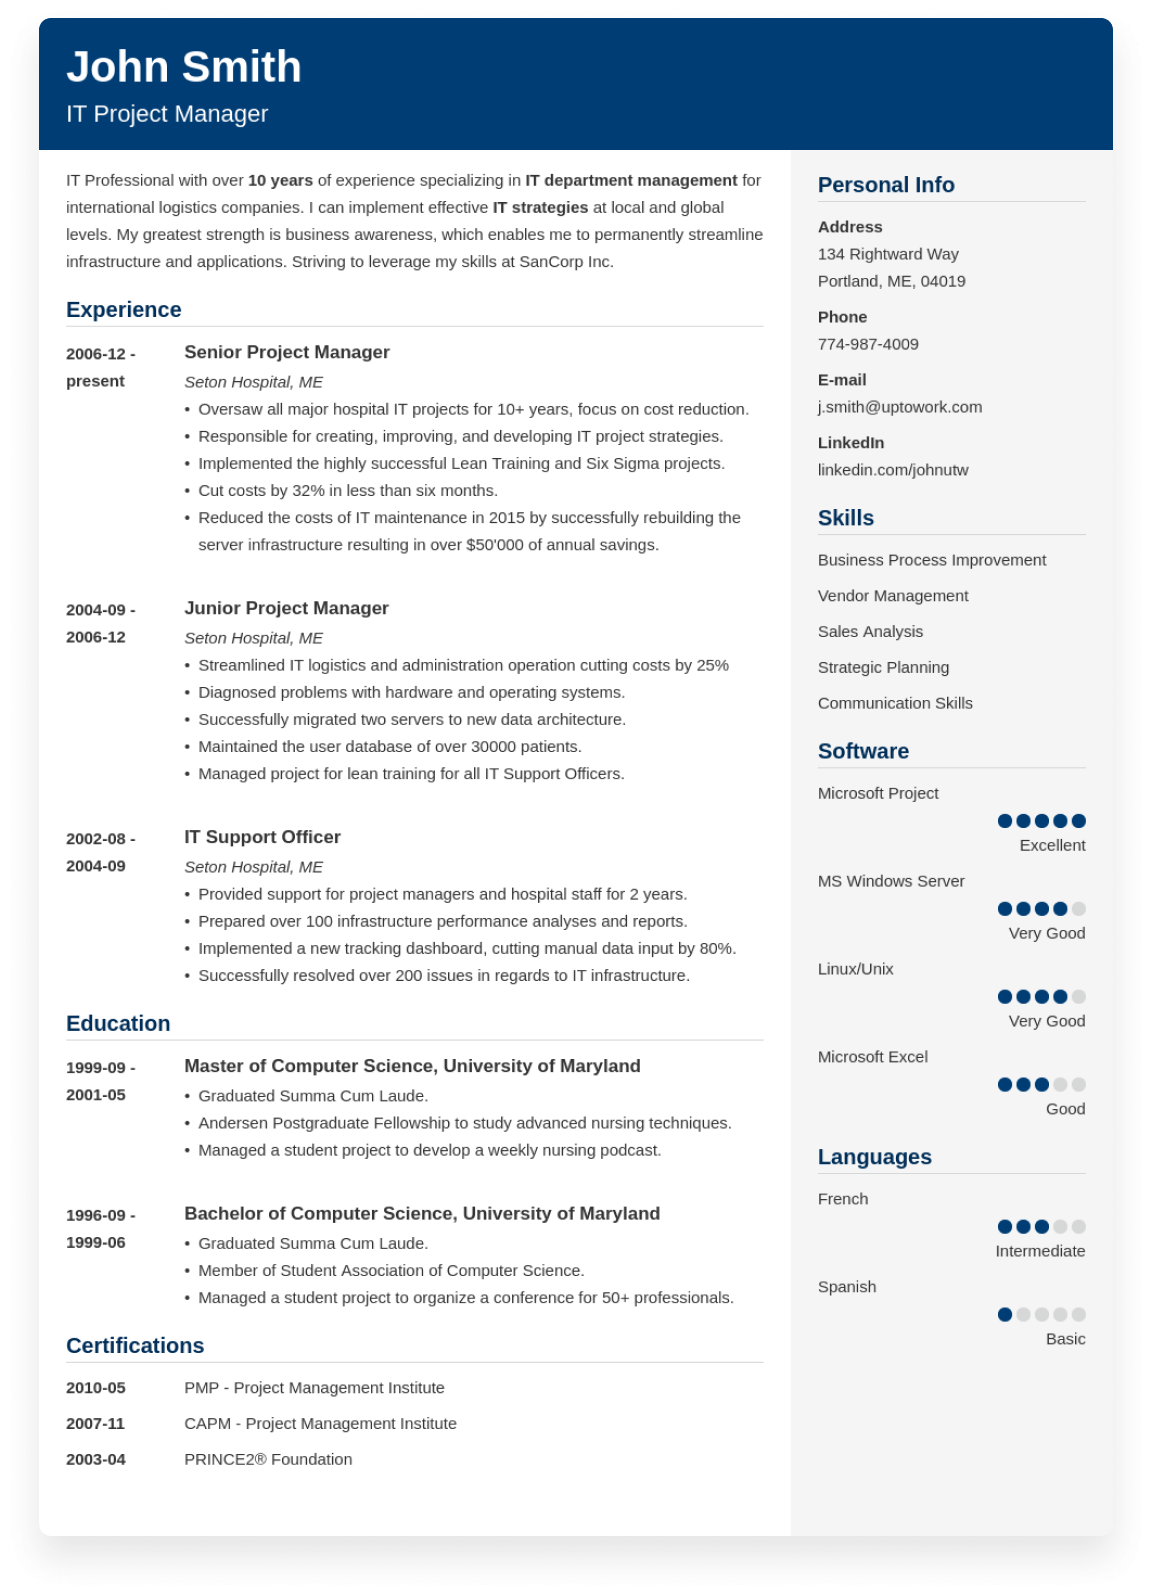 John Smith
IT Project Manager
IT Professional with over 10 years of experience specializing in IT department management for
international logistics companies. I can implement effective IT strategies at local and global
levels. My greatest strength is business awareness, which enables me to permanently streamline
infrastructure and applications. Striving to leverage my skills at SanCorp Inc.
Experience
2006-12 -
present
Senior Project Manager
Seton Hospital, ME
• Oversaw all major hospital IT projects for 10+ years, focus on cost reduction.
• Responsible for creating, improving, and developing IT project strategies.
• Implemented the highly successful Lean Training and Six Sigma projects.
• Cut costs by 32% in less than six months.
• Reduced the costs of IT maintenance in 2015 by successfully rebuilding the
server infrastructure resulting in over $50'000 of annual savings.
2004-09 -
2006-12
Junior Project Manager
Seton Hospital, ME
• Streamlined IT logistics and administration operation cutting costs by 25%
• Diagnosed problems with hardware and operating systems.
• Successfully migrated two servers to new data architecture.
• Maintained the user database of over 30000 patients.
• Managed project for lean training for all IT Support Officers.
2002-08 -
2004-09
IT Support Officer
Seton Hospital, ME
• Provided support for project managers and hospital staff for 2 years.
• Prepared over 100 infrastructure performance analyses and reports.
• Implemented a new tracking dashboard, cutting manual data input by 80%.
• Successfully resolved over 200 issues in regards to IT infrastructure.
Education
1999-09 -
2001-05
Master of Computer Science, University of Maryland
• Graduated Summa Cum Laude.
• Andersen Postgraduate Fellowship to study advanced nursing techniques.
• Managed a student project to develop a weekly nursing podcast.
1996-09 -
1999-06
Bachelor of Computer Science, University of Maryland
• Graduated Summa Cum Laude.
• Member of Student Association of Computer Science.
• Managed a student project to organize a conference for 50+ professionals.
Certifications
2010-05 PMP - Project Management Institute
2007-11 CAPM - Project Management Institute
2003-04 PRINCE2® Foundation
Personal Info
Address
134 Rightward Way
Portland, ME, 04019
Phone
774-987-4009
E-mail
j.smith@uptowork.com
LinkedIn
linkedin.com/johnutw
Skills
Business Process Improvement
Vendor Management
Sales Analysis
Strategic Planning
Communication Skills
Software
Microsoft Project
Excellent
MS Windows Server
Very Good
Linux/Unix
Very Good
Microsoft Excel
Good
Languages
French
Intermediate
Spanish
Basic